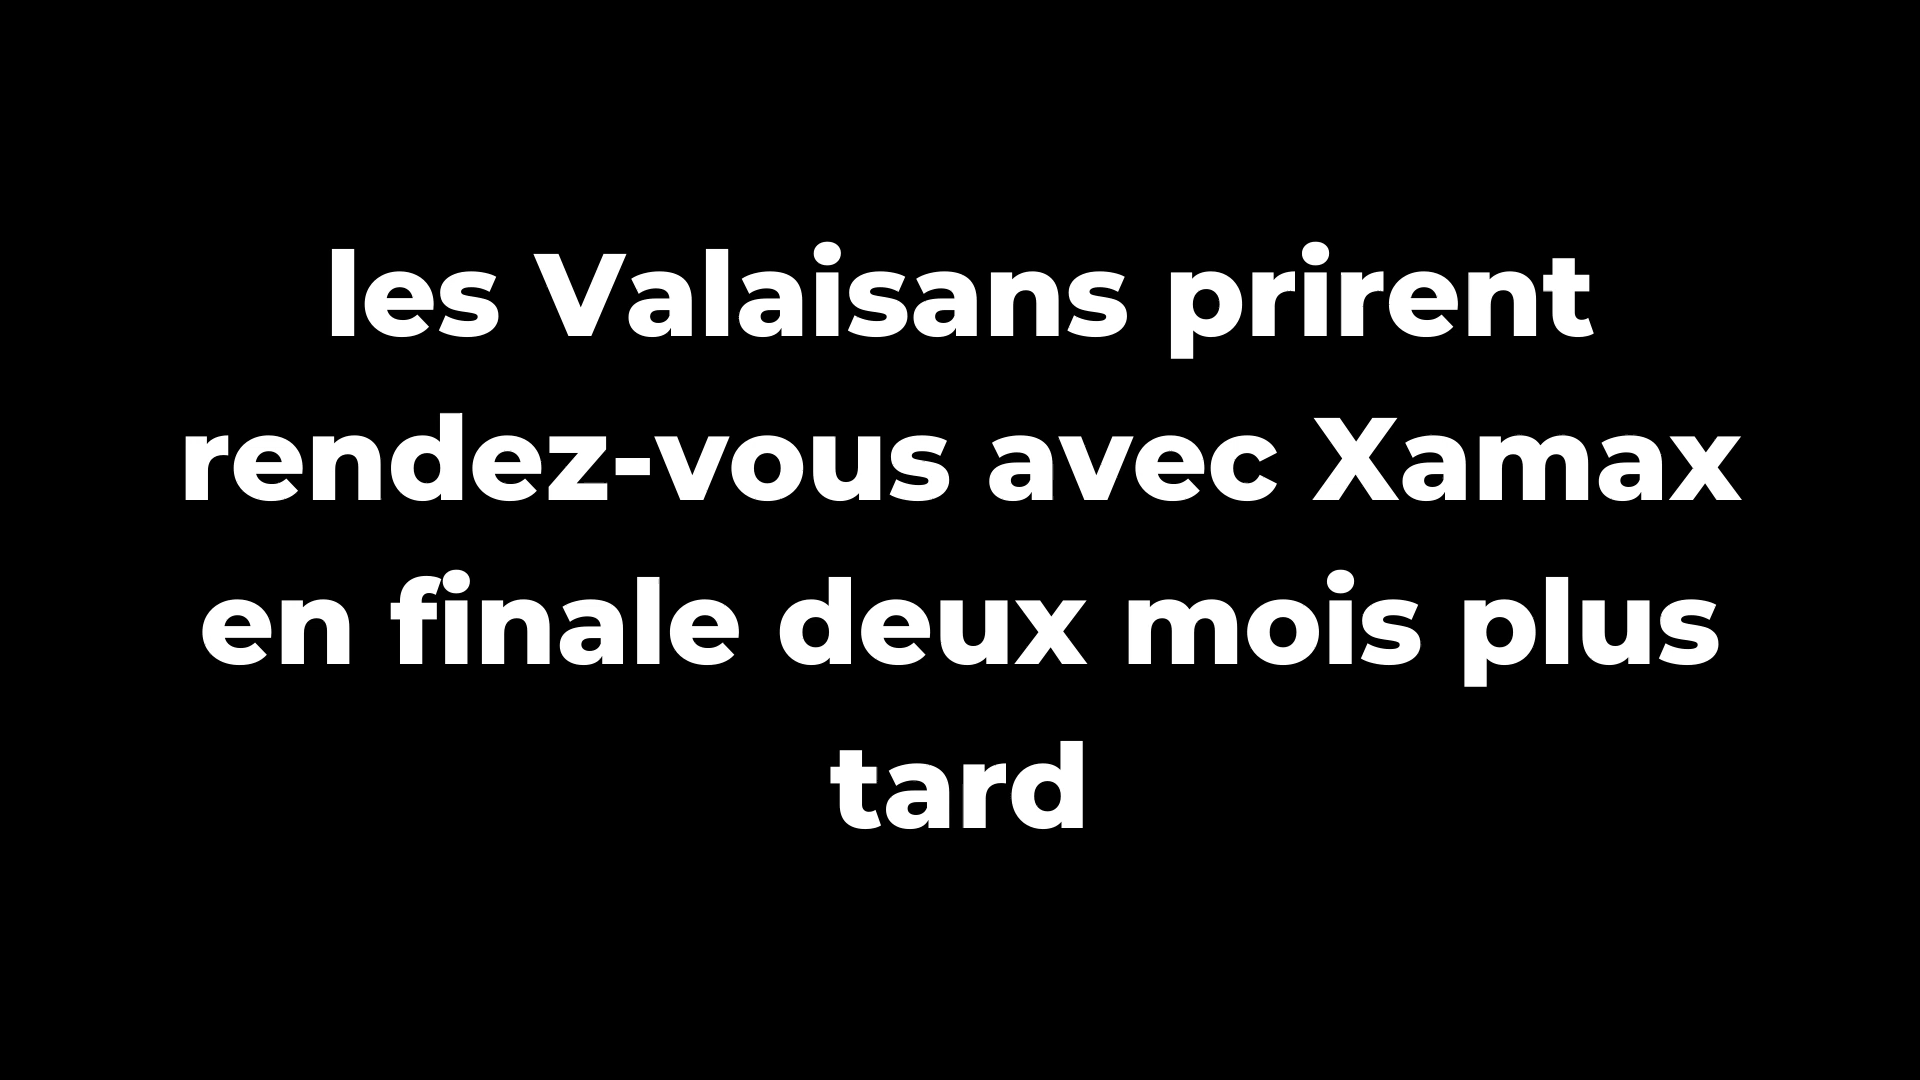 les Valaisans prirent
rendez-vous avec Xamax
en finale deux mois plus
tard